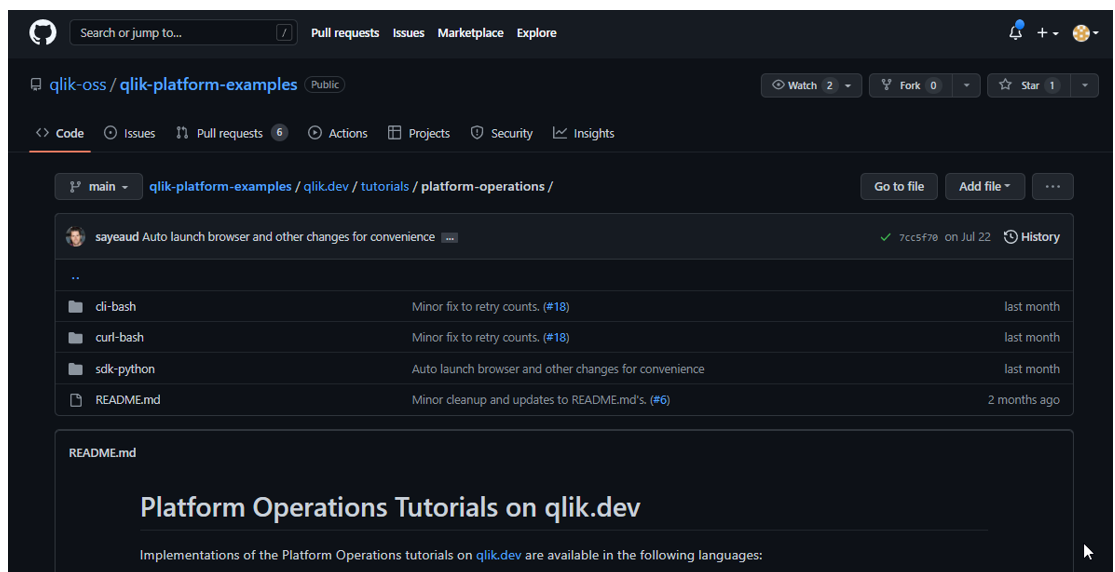 Search or jump to... / Pull requests Issues Marketplace Explore
qlik-oss / qlik-platform-examples Public Watch 2 Fork 0 Star 1
Code Issues Pull requests 6 Actions Projects Security Insights
main qlik-platform-examples / qlik.dev / tutorials / platform-operations / Go to file Add file ...
sayeaud Auto launch browser and other changes for convenience ... 7cc5f70 on Jul 22 History
..
cli-bash Minor fix to retry counts. (#18) last month
curl-bash Minor fix to retry counts. (#18) last month
sdk-python Auto launch browser and other changes for convenience last month
README.md Minor cleanup and updates to README.md's. (#6) 2 months ago
README.md
Platform Operations Tutorials on qlik.dev
Implementations of the Platform Operations tutorials on qlik.dev are available in the following languages: